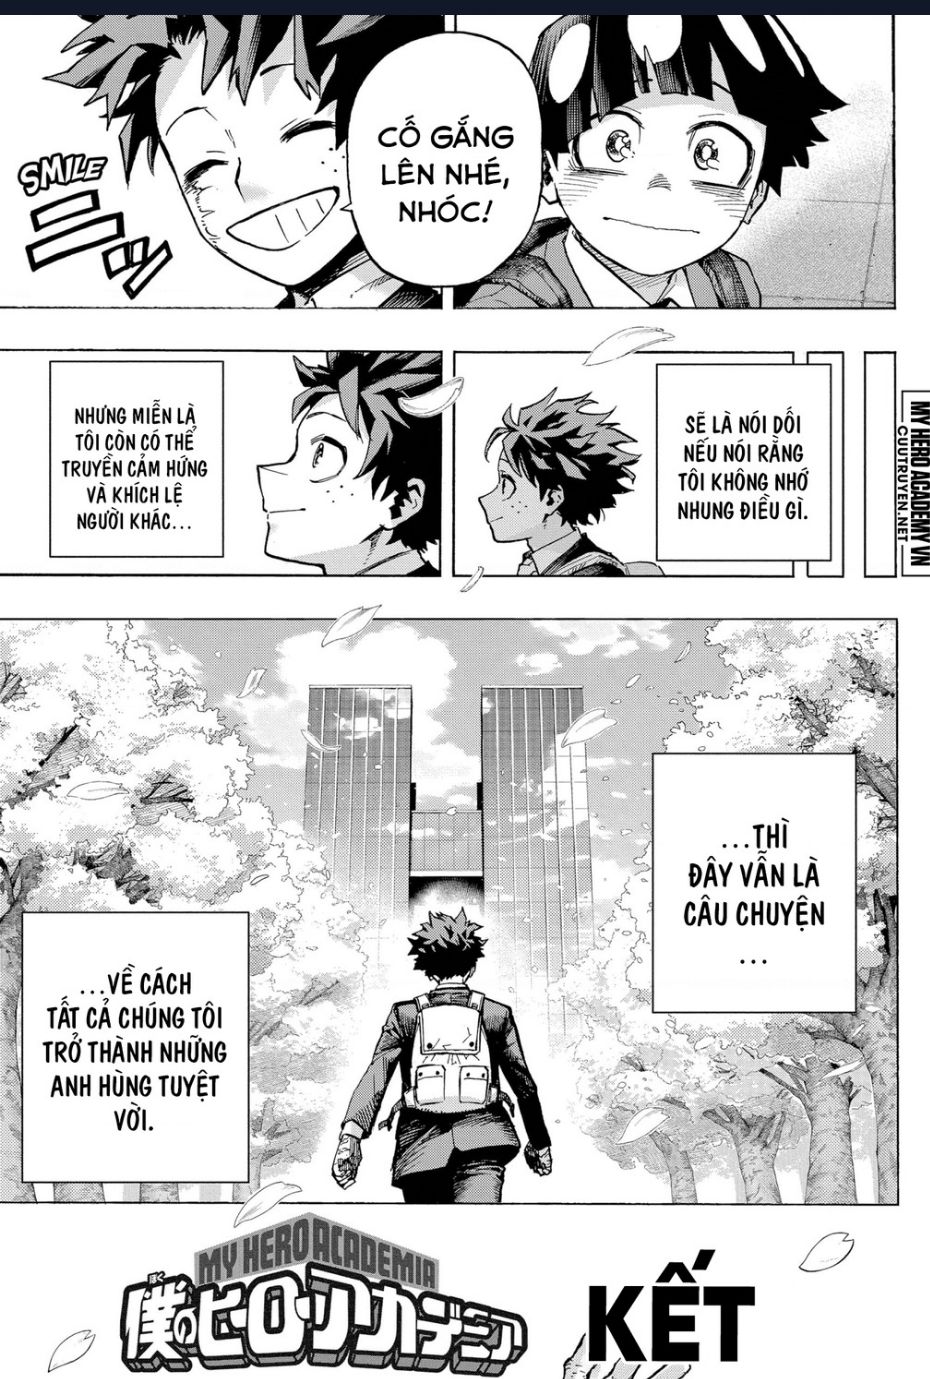 CỐ GẮNG
LÊN NHÉ,
NHÓC!
SMILE
ニッ
SẼ LÀ NÓI DỐI
NẾU NÓI RẰNG
TÔI KHÔNG NHỚ
NHUNG ĐIỀU GÌ.
NHƯNG MIỄN LÀ
TÔI CÒN CÓ THỂ
TRUYỀN CẢM HỨNG
VÀ KHÍCH LỆ
NGƯỜI KHÁC...
MY HERO ACADEMY VN
CUUTRUYEN.NET
...THÌ
ĐÂY VẪN LÀ
CÂU CHUYỆN
...
...VỀ CÁCH
TẤT CẢ CHÚNG TÔI
TRỞ THÀNH NHỮNG
ANH HÙNG TUYỆT
VỜI.
MY HERO ACADEMIA
ぼく
僕のヒーローアカデミア
KẾT